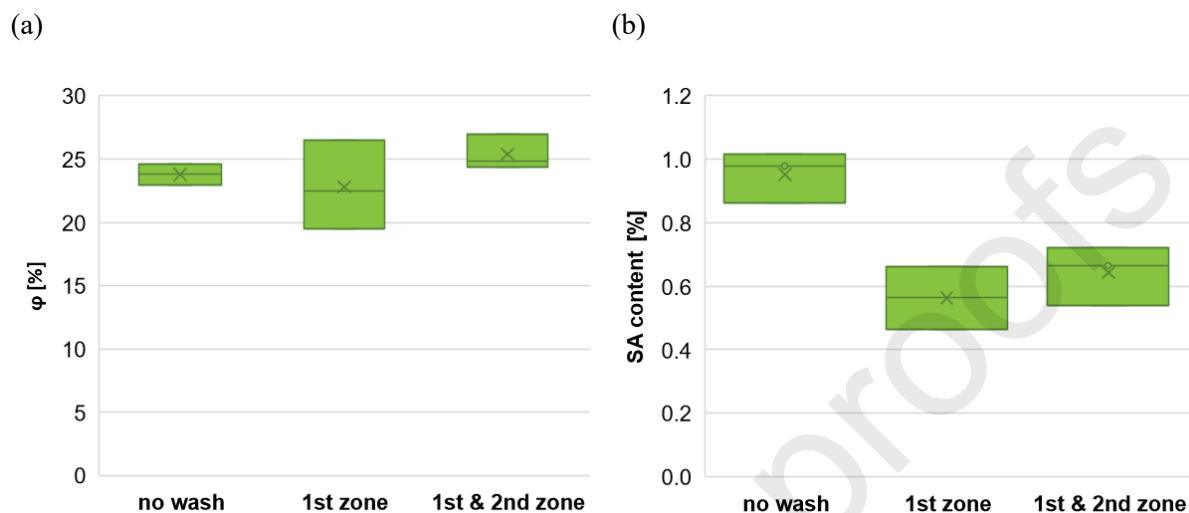 (a)
(b)
30
25
20
15
10
5
0
φ [%]
no wash
1st zone
1st & 2nd zone
1.2
1.0
0.8
0.6
0.4
0.2
0.0
SA content [%]
no wash
1st zone
1st & 2nd zone
proofs